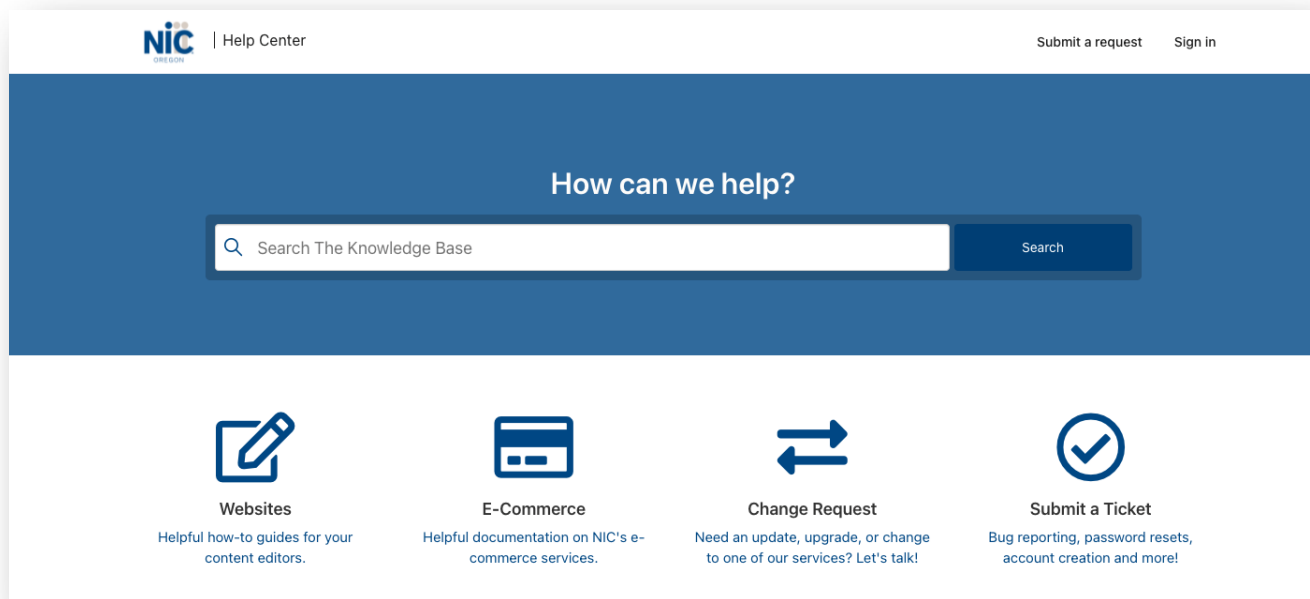 NIC
OREGON
Help Center
Submit a request
Sign in
How can we help?
Search The Knowledge Base
Search
Websites
Helpful how-to guides for your
content editors.
E-Commerce
Helpful documentation on NIC's e-
commerce services.
Change Request
Need an update, upgrade, or change
to one of our services? Let's talk!
Submit a Ticket
Bug reporting, password resets,
account creation and more!